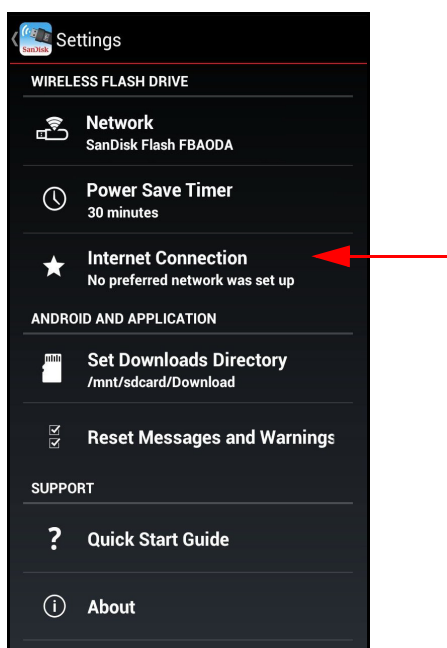 SanDisk
Settings
WIRELESS FLASH DRIVE
Network
SanDisk Flash FBAODA
Power Save Timer
30 minutes
Internet Connection
No preferred network was set up
ANDROID AND APPLICATION
Set Downloads Directory
/mnt/sdcard/Download
Reset Messages and Warnings
SUPPORT
Quick Start Guide
About